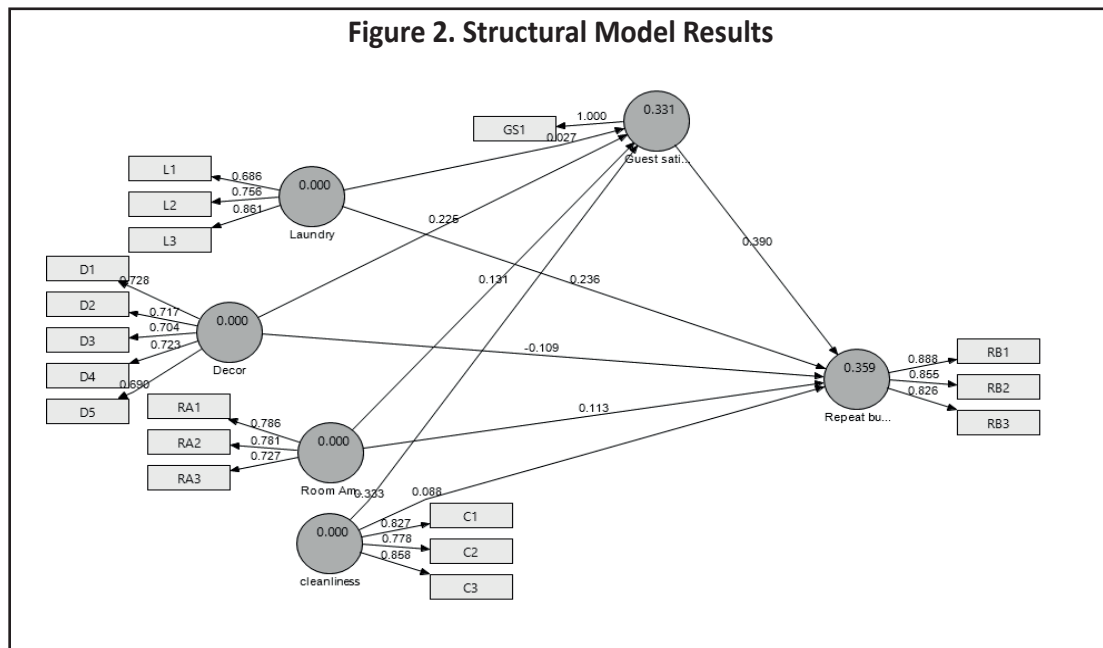 Figure 2. Structural Model Results
0.331
1.000
GS1
0.027
Guest sati...
L1
0.686
0.000
L2
0.756
L3
0.861
Laundry
0.225
0.390
D1
0.728
0.131
0.236
D2
0.717
0.000
D3
0.704
D4
0.723
Decor
-0.109
D5
0.690
0.359
0.888
RB1
0.855
RB2
0.826
RB3
Repeat bu...
RA1
0.786
0.113
RA2
0.781
0.000
RA3
0.727
Room Am
0.333
0.088
0.000
0.827
C1
0.778
C2
0.858
C3
cleanliness